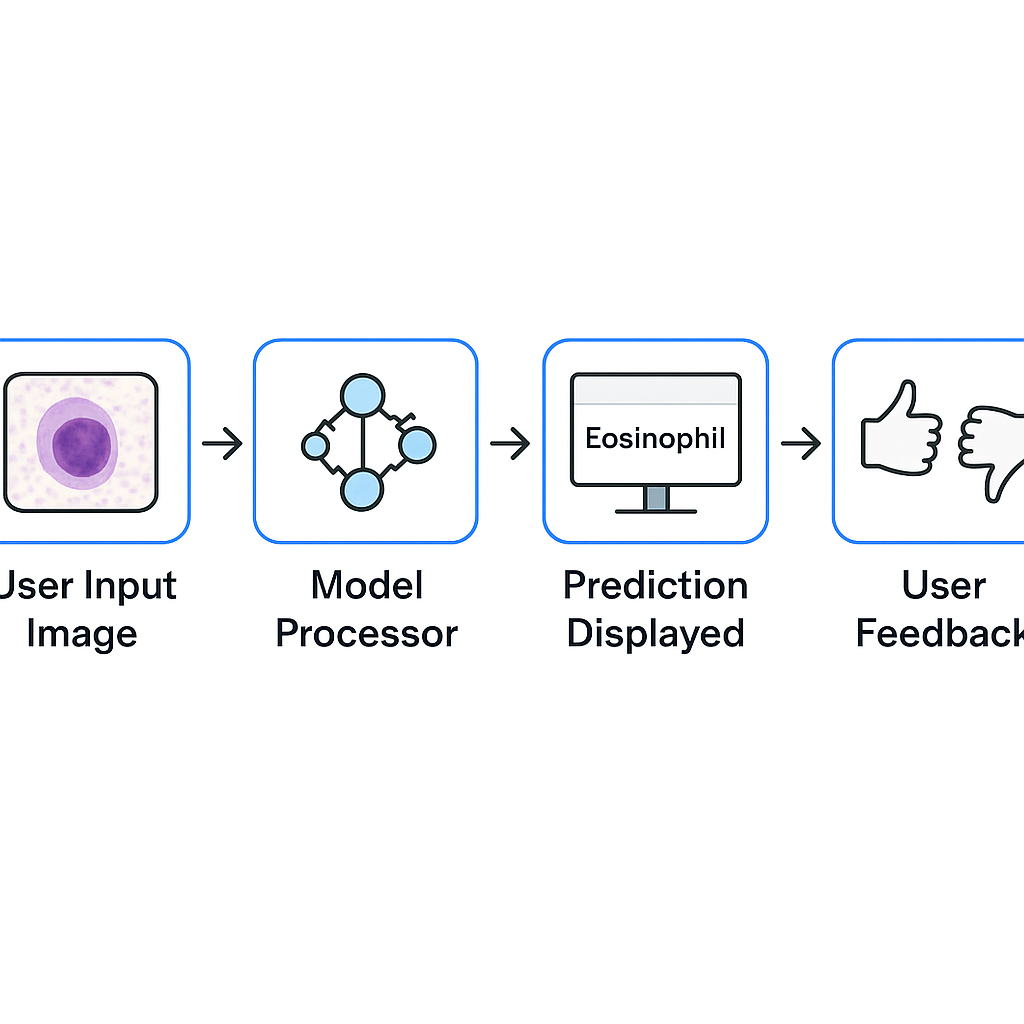 Eosinophil
User Input
Image
Model
Processor
Prediction
Displayed
User
Feedback